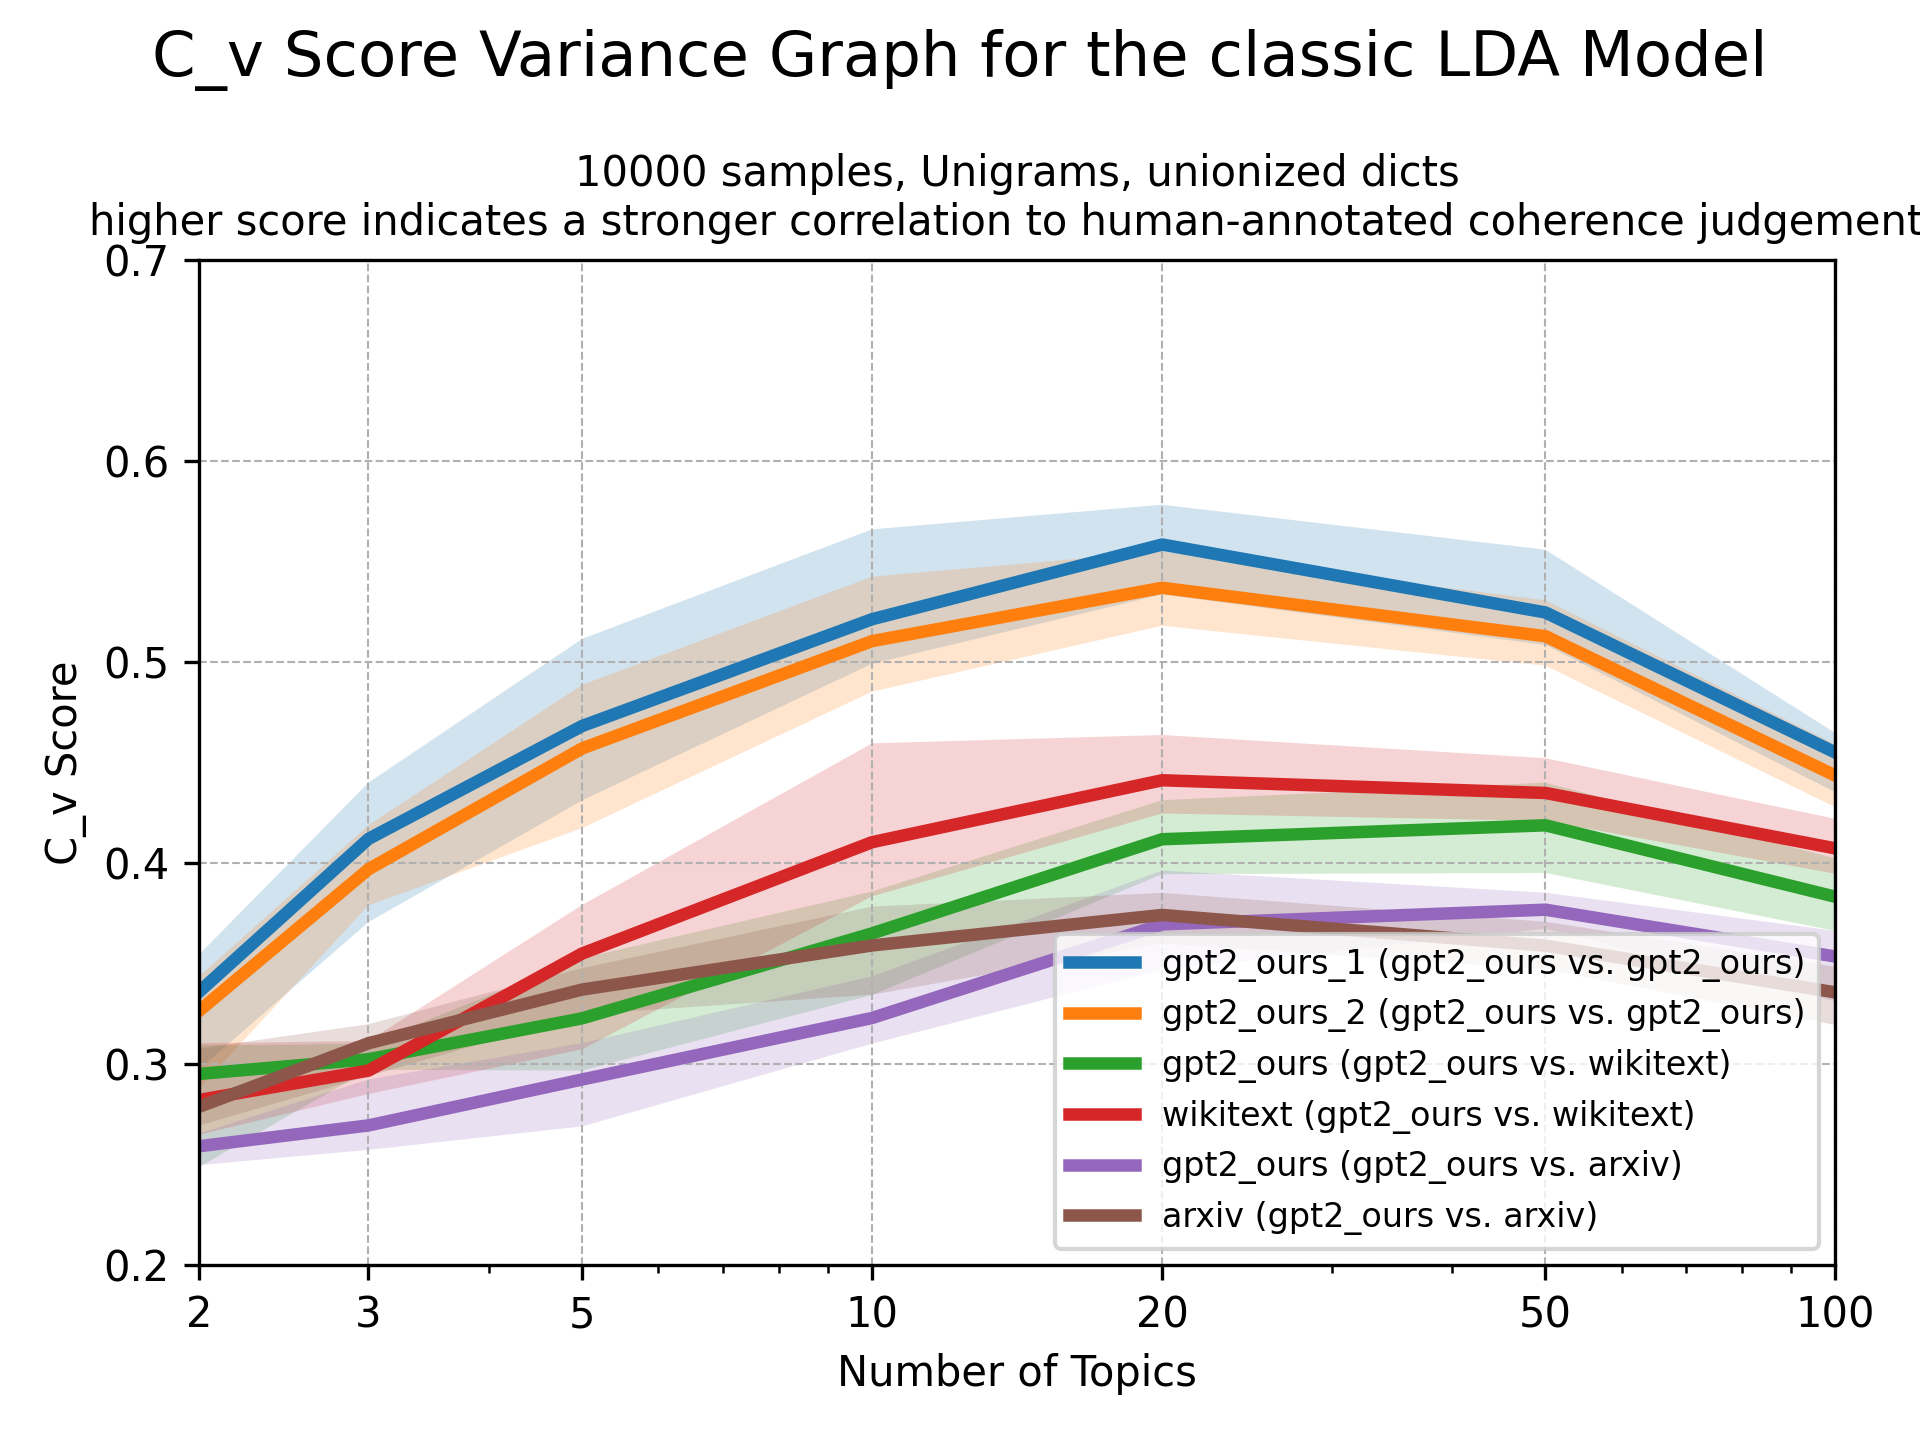 C_v Score Variance Graph for the classic LDA Model
10000 samples, Unigrams, unionized dicts
higher score indicates a stronger correlation to human-annotated coherence judgement
0.7
0.6
0.5
0.4
0.3
0.2
C_v Score
gpt2_ours_1 (gpt2_ours vs. gpt2_ours)
gpt2_ours_2 (gpt2_ours vs. gpt2_ours)
gpt2_ours (gpt2_ours vs. wikitext)
wikitext (gpt2_ours vs. wikitext)
gpt2_ours (gpt2_ours vs. arxiv)
arxiv (gpt2_ours vs. arxiv)
2 3 5 10 20 50 100
Number of Topics